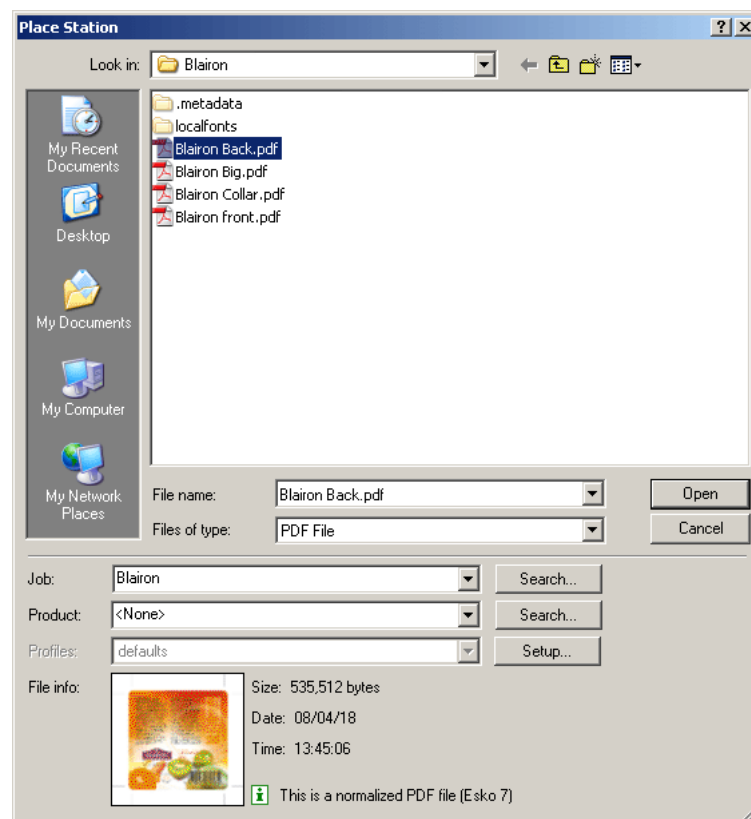 Place Station
Look in: Blairon
.metadata
localfonts
Blairon Back.pdf
Blairon Big.pdf
Blairon Collar.pdf
Blairon front.pdf
My Recent
Documents
Desktop
My Documents
My Computer
My Network
Places
File name: Blairon Back.pdf Open
Files of type: PDF File Cancel
Job: Blairon Search...
Product: <None> Search...
Profiles: defaults Setup...
File info: Size: 535,512 bytes
Date: 08/04/18
Time: 13:45:06
This is a normalized PDF file (Esko 7)